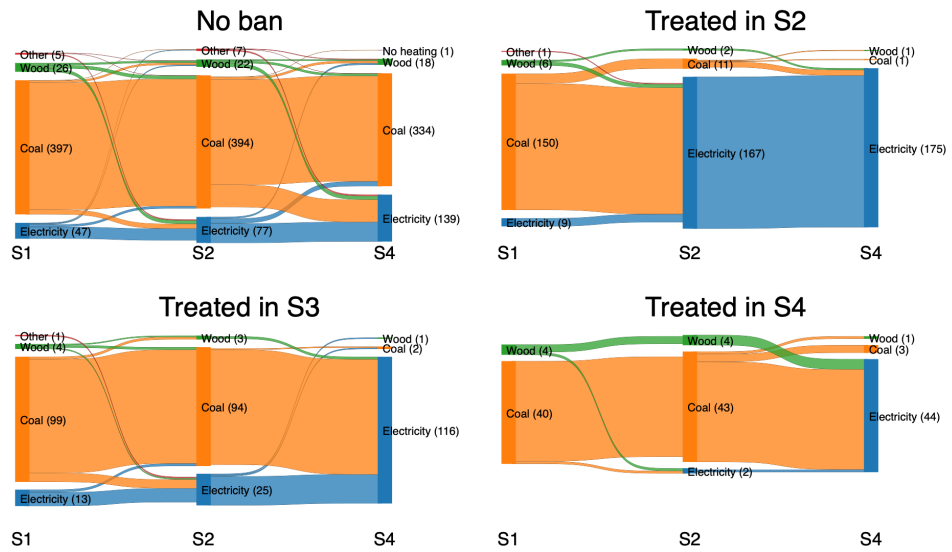 No ban
Other (5)
Wood (26)
Coal (397)
Electricity (47)
Other (7)
Wood (22)
Coal (394)
Electricity (77)
No heating (1)
Wood (18)
Coal (334)
Electricity (139)
S1 S2 S4
Treated in S2
Other (1)
Wood (6)
Coal (150)
Electricity (9)
Wood (2)
Coal (11)
Electricity (167)
Wood (1)
Coal (1)
Electricity (175)
S1 S2 S4
Treated in S3
Other (1)
Wood (4)
Coal (99)
Electricity (13)
Wood (3)
Coal (94)
Electricity (25)
Wood (1)
Coal (2)
Electricity (116)
S1 S2 S4
Treated in S4
Wood (4)
Coal (40)
Wood (4)
Coal (43)
Electricity (2)
Wood (1)
Coal (3)
Electricity (44)
S1 S2 S4